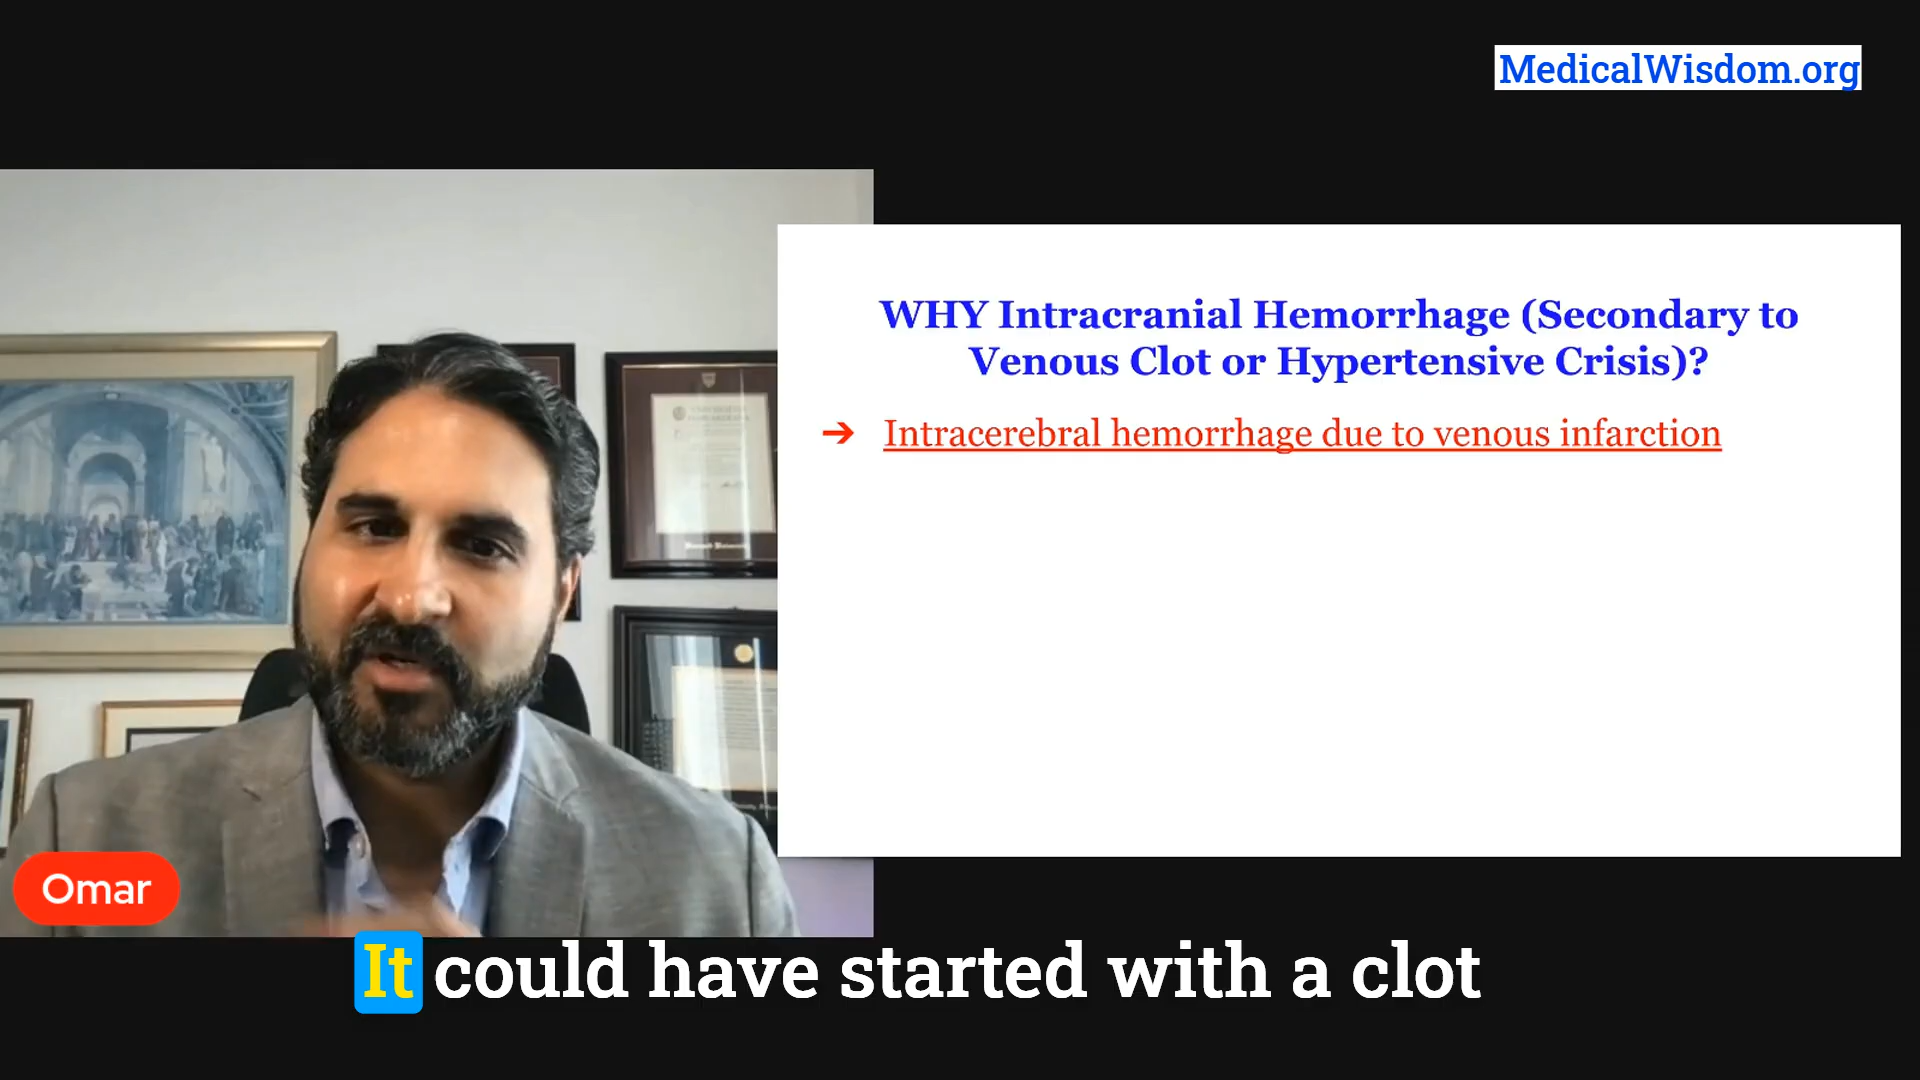 MedicalWisdom.org
WHY Intracranial Hemorrhage (Secondary to
Venous Clot or Hypertensive Crisis)?
➔ Intracerebral hemorrhage due to venous infarction
Omar
It could have started with a clot